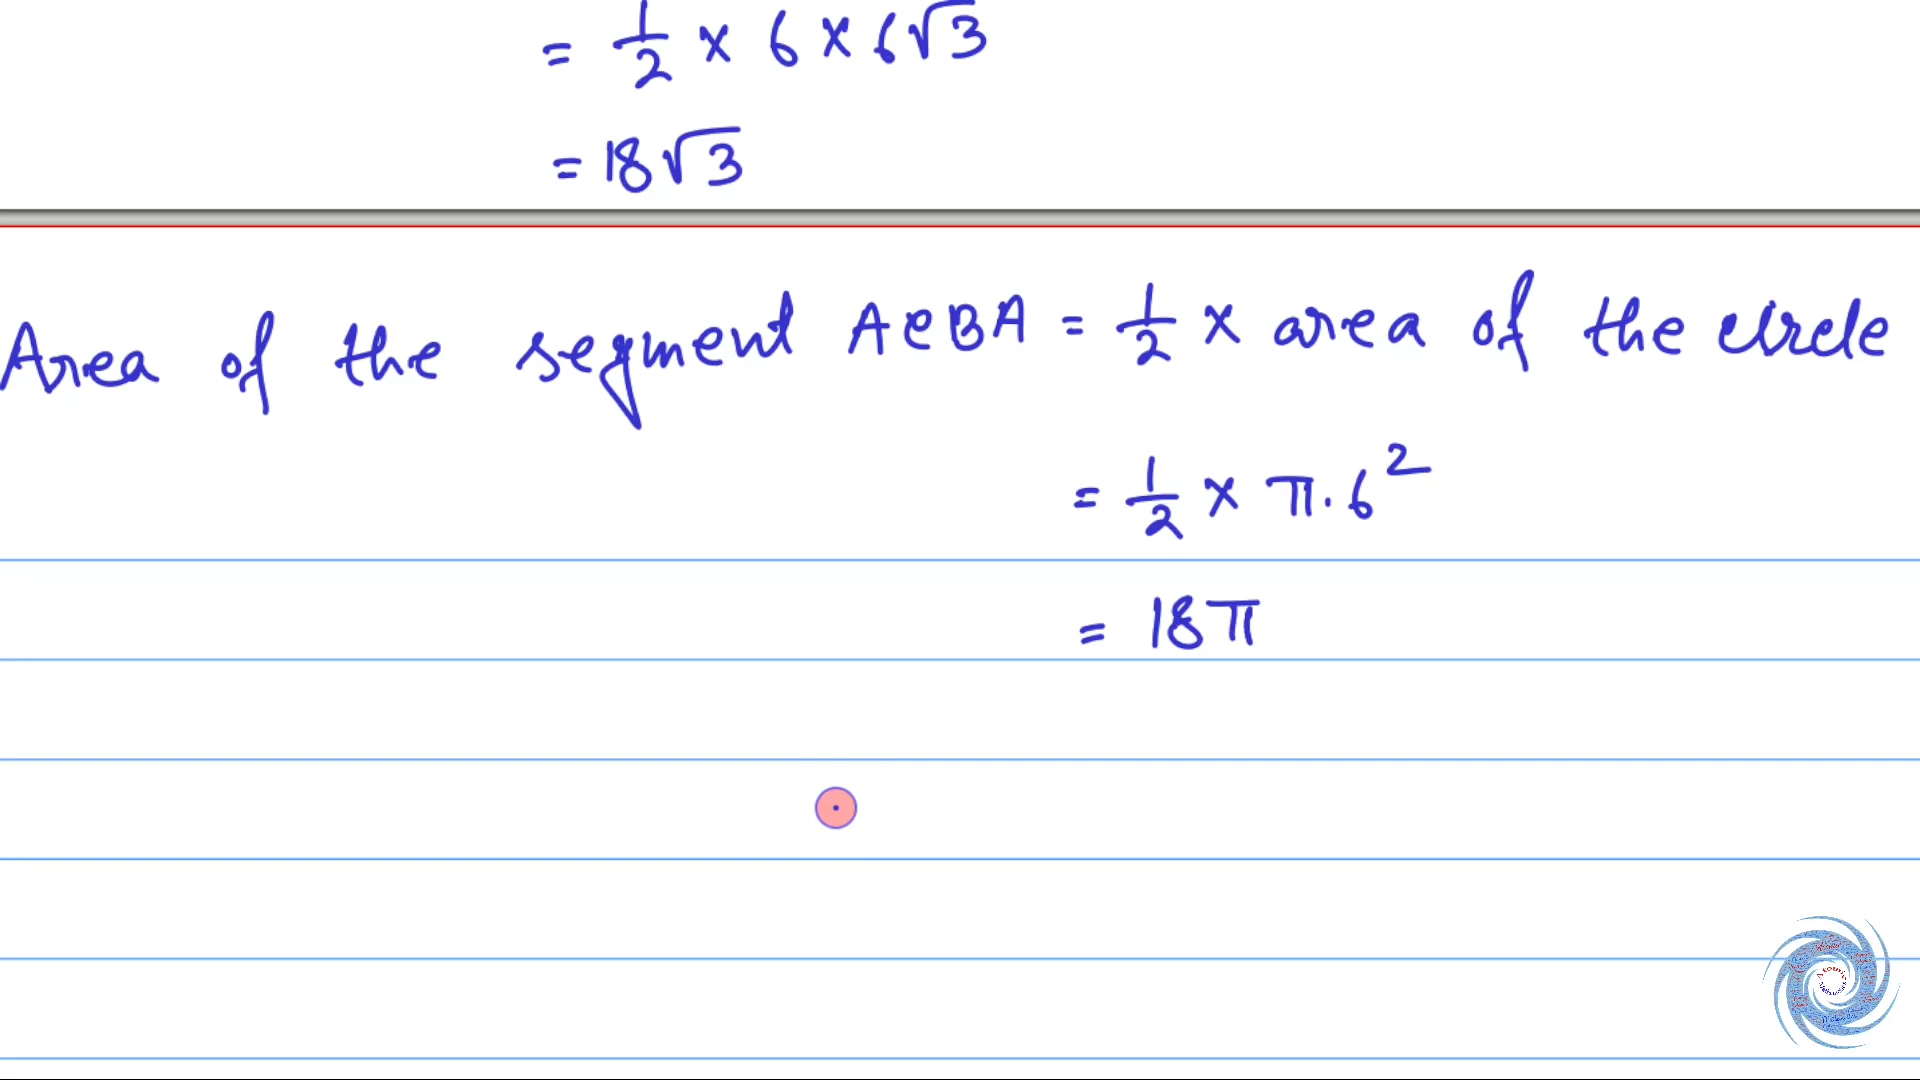 = 1/2 × 6 × 6√3
= 18√3
Area of the segment ACBA = 1/2 × area of the circle
= 1/2 × π.6²
= 18π